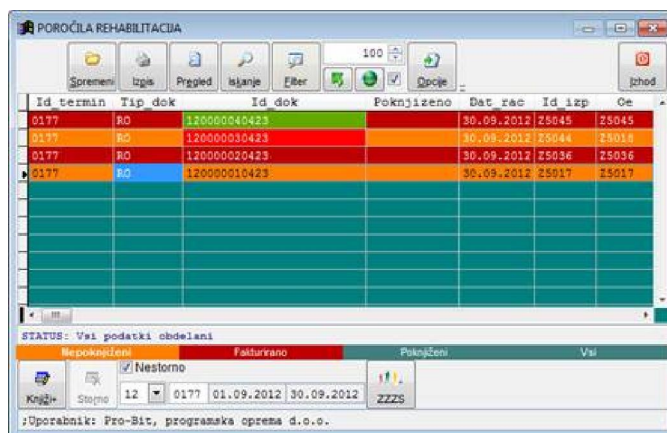 POROČILA REHABILITACIJA
100
Spremeni Izpis Pregled Iskanje Filter Opcije Izhod
Id_termin Tip_dok Id_dok Poknjizeno Dat_rac Id_izp Oe
0177 RO 120000040423 30.09.2012 Z5045 Z5045
0177 RO 120000030423 30.09.2012 Z5044 Z5018
0177 RO 120000020423 30.09.2012 Z5036 Z5036
0177 RO 120000010423 30.09.2012 Z5017 Z5017
STATUS: Vsi podatki obdelani
Nepoknjiženi Fakturirano Poknjiženi Vsi
Nestorno
Knjiži+ Storno 12 0177 01.09.2012 30.09.2012 ZZZS
;Uporabnik: Pro-Bit, programska oprema d.o.o.